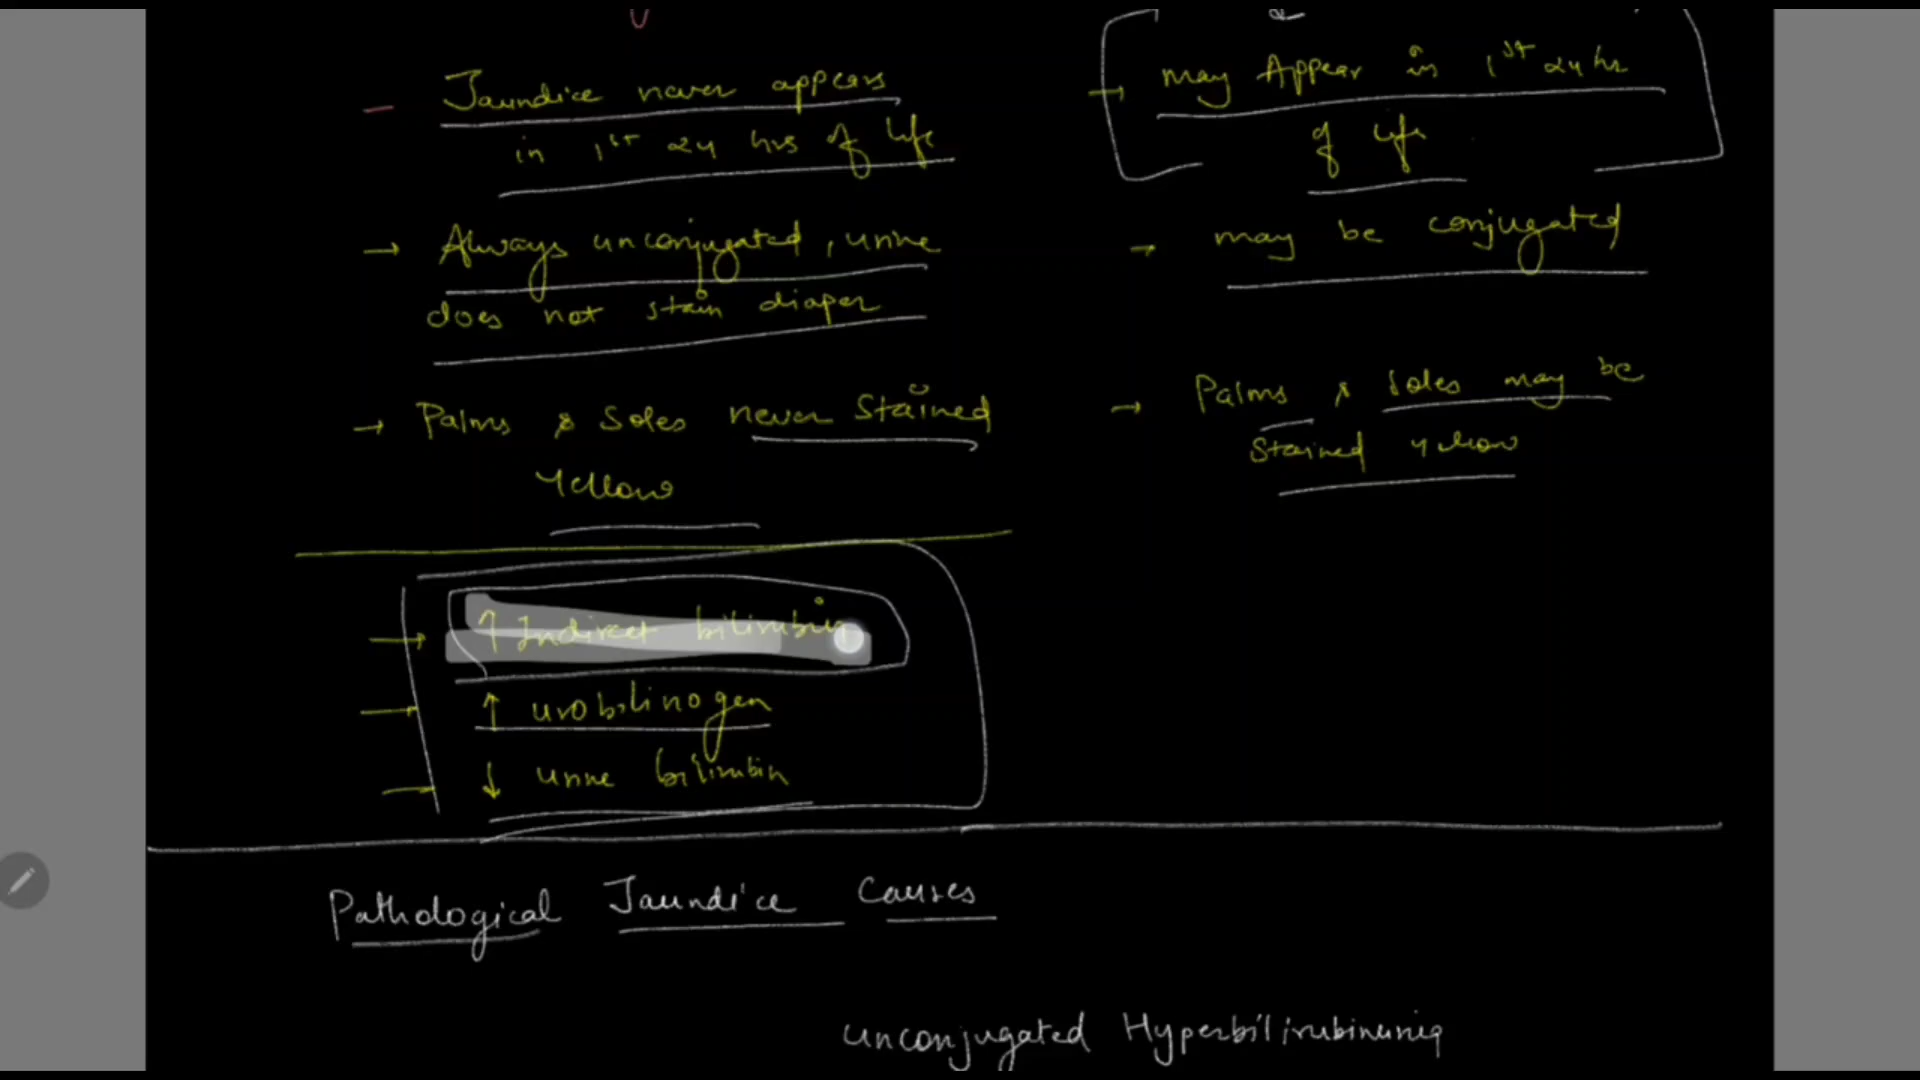 - Jaundice never appears
in 1st 24 hrs of life
→ Always unconjugated, urine
does not stain diaper
→ Palms & Soles never Stained
Yellow
→ may Appear in 1st 24 hr
of life
→ may be conjugated
→ Palms & Soles may be
Stained yellow
→ ↑ Indirect bilirubin
→ ↑ urobilinogen
→ ↓ urine bilirubin
Pathological Jaundice Causes
unconjugated Hyperbilirubinemia